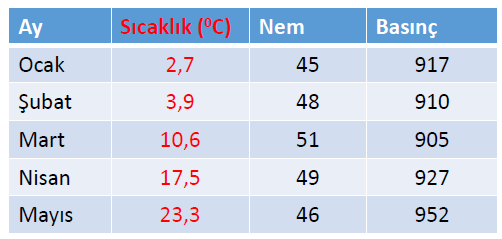 Ay Sıcaklık (⁰C) Nem Basınç
Ocak 2,7 45 917
Şubat 3,9 48 910
Mart 10,6 51 905
Nisan 17,5 49 927
Mayıs 23,3 46 952